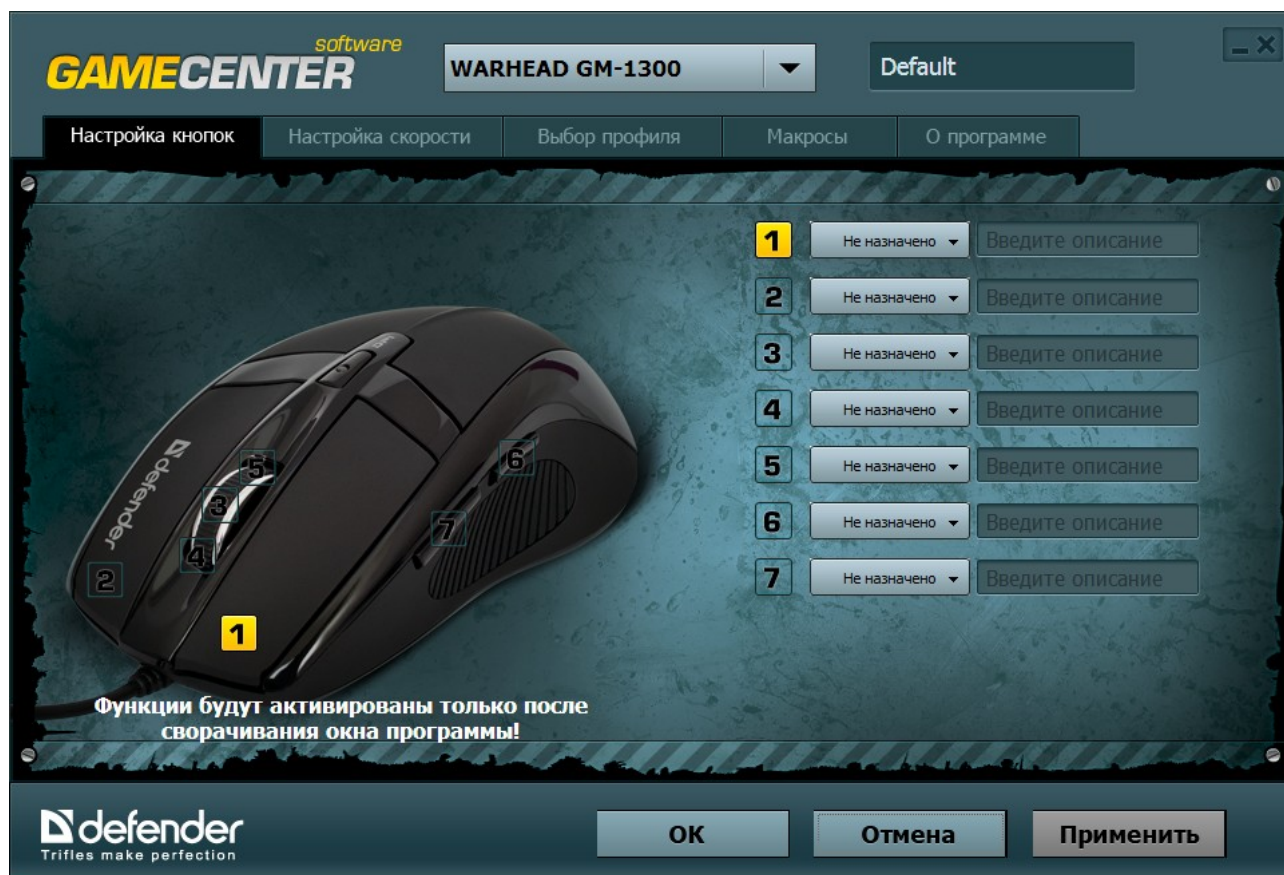 software
GAMECENTER
WARHEAD GM-1300
Default
Настройка кнопок
Настройка скорости
Выбор профиля
Макросы
О программе
1 Не назначено Введите описание
2 Не назначено Введите описание
3 Не назначено Введите описание
4 Не назначено Введите описание
5 Не назначено Введите описание
6 Не назначено Введите описание
7 Не назначено Введите описание
defender
5
6
3
7
4
2
1
Функции будут активированы только после
сворачивания окна программы!
defender
Trifles make perfection
ОК
Отмена
Применить